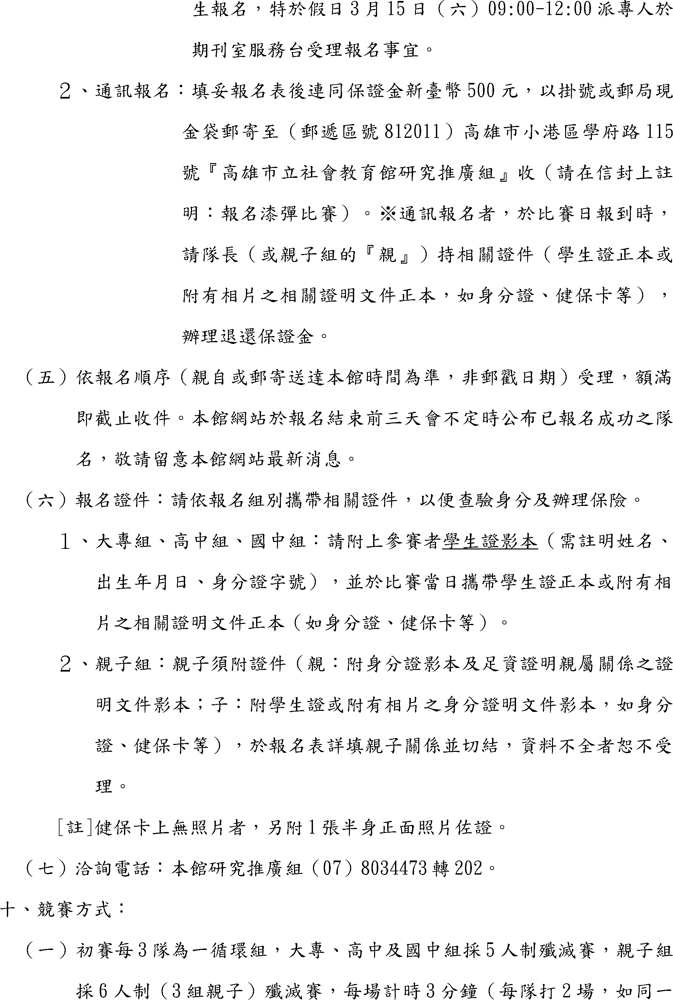 生報名，特於假日3月15日（六）09:00-12:00派專人於
期刊室服務台受理報名事宜。
2、通訊報名：填妥報名表後連同保證金新臺幣500元，以掛號或郵局現
金袋郵寄至（郵遞區號812011）高雄市小港區學府路115
號『高雄市立社會教育館研究推廣組』收（請在信封上註
明：報名漆彈比賽）。※通訊報名者，於比賽日報到時，
請隊長（或親子組的『親』）持相關證件（學生證正本或
附有相片之相關證明文件正本，如身分證、健保卡等），
辦理退還保證金。
（五）依報名順序（親自或郵寄送達本館時間為準，非郵戳日期）受理，額滿
即截止收件。本館網站於報名結束前三天會不定時公布已報名成功之隊
名，敬請留意本館網站最新消息。
（六）報名證件：請依報名組別攜帶相關證件，以便查驗身分及辦理保險。
1、大專組、高中組、國中組：請附上參賽者學生證影本（需註明姓名、
出生年月日、身分證字號），並於比賽當日攜帶學生證正本或附有相
片之相關證明文件正本（如身分證、健保卡等）。
2、親子組：親子須附證件（親：附身分證影本及足資證明親屬關係之證
明文件影本；子：附學生證或附有相片之身分證明文件影本，如身分
證、健保卡等），於報名表詳填親子關係並切結，資料不全者恕不受
理。
[註]健保卡上無照片者，另附1張半身正面照片佐證。
（七）洽詢電話：本館研究推廣組（07）8034473轉202。
十、競賽方式：
（一）初賽每3隊為一循環組，大專、高中及國中組採5人制殲滅賽，親子組
採6人制（3組親子）殲滅賽，每場計時3分鐘（每隊打2場，如同一